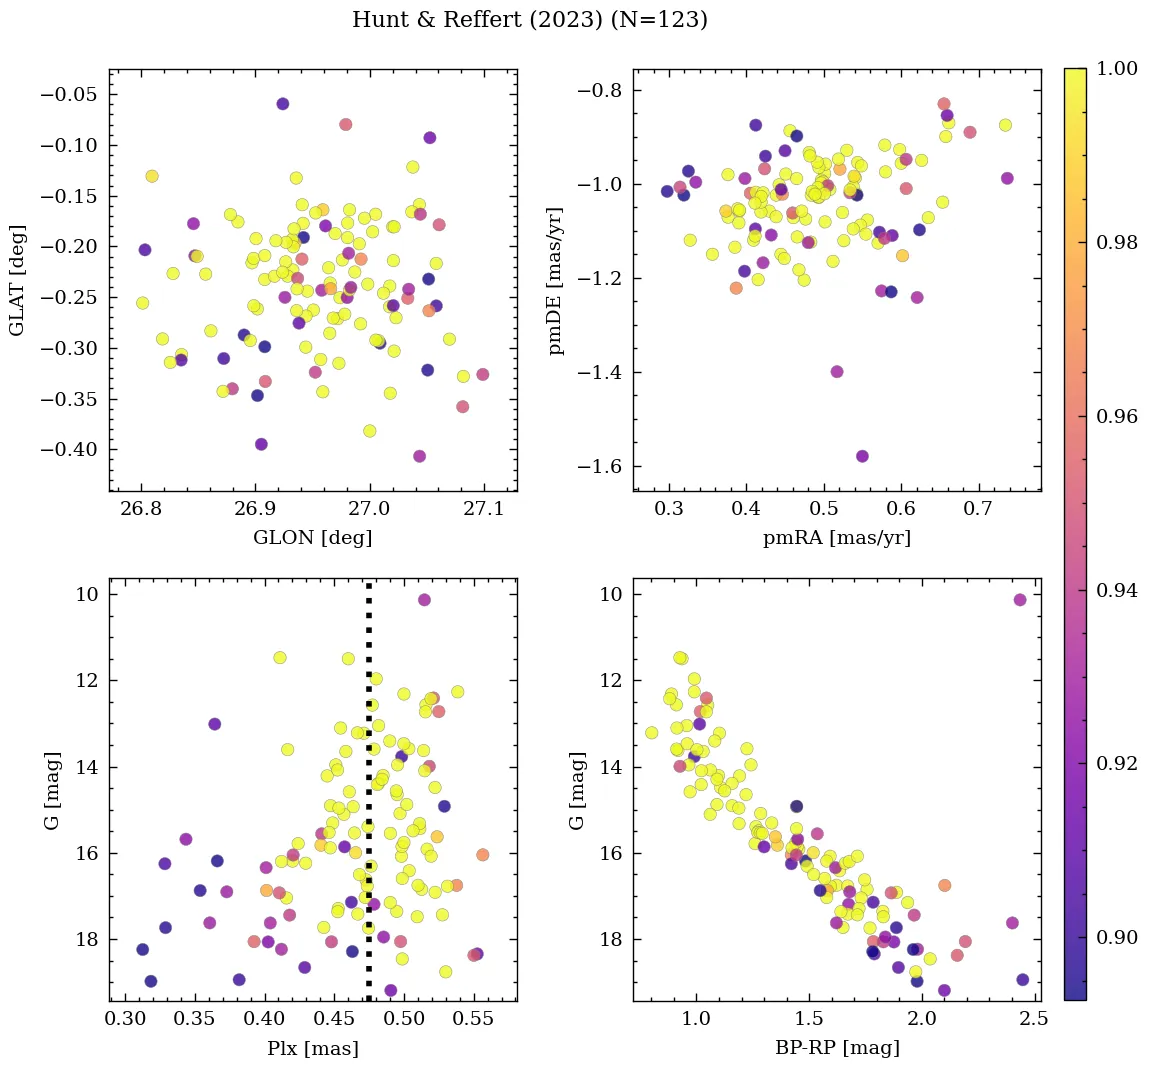 Hunt & Reffert (2023) (N=123)
−0.05
−0.10
−0.15
−0.20
−0.25
−0.30
−0.35
−0.40
GLAT [deg]
26.8 26.9 27.0 27.1
GLON [deg]
−0.8
−1.0
−1.2
−1.4
−1.6
pmDE [mas/yr]
0.3 0.4 0.5 0.6 0.7
pmRA [mas/yr]
10
12
14
16
18
G [mag]
0.30 0.35 0.40 0.45 0.50 0.55
Plx [mas]
10
12
14
16
18
G [mag]
1.0 1.5 2.0 2.5
BP-RP [mag]
1.00
0.98
0.96
0.94
0.92
0.90